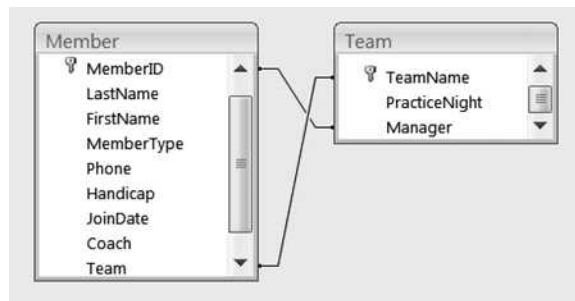 Member
MemberID
LastName
FirstName
MemberType
Phone
Handicap
JoinDate
Coach
Team
Team
TeamName
PracticeNight
Manager